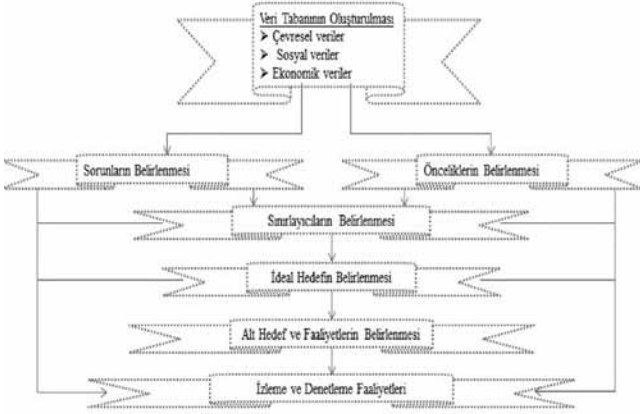 Veri Tabanının Oluşturulması
➤ Çevresel veriler
➤ Sosyal veriler
➤ Ekonomik veriler
Sorunların Belirlenmesi
Önceliklerin Belirlenmesi
Sınırlayıcıların Belirlenmesi
İdeal Hedefin Belirlenmesi
Alt Hedef ve Faaliyetlerin Belirlenmesi
İzleme ve Denetleme Faaliyetleri